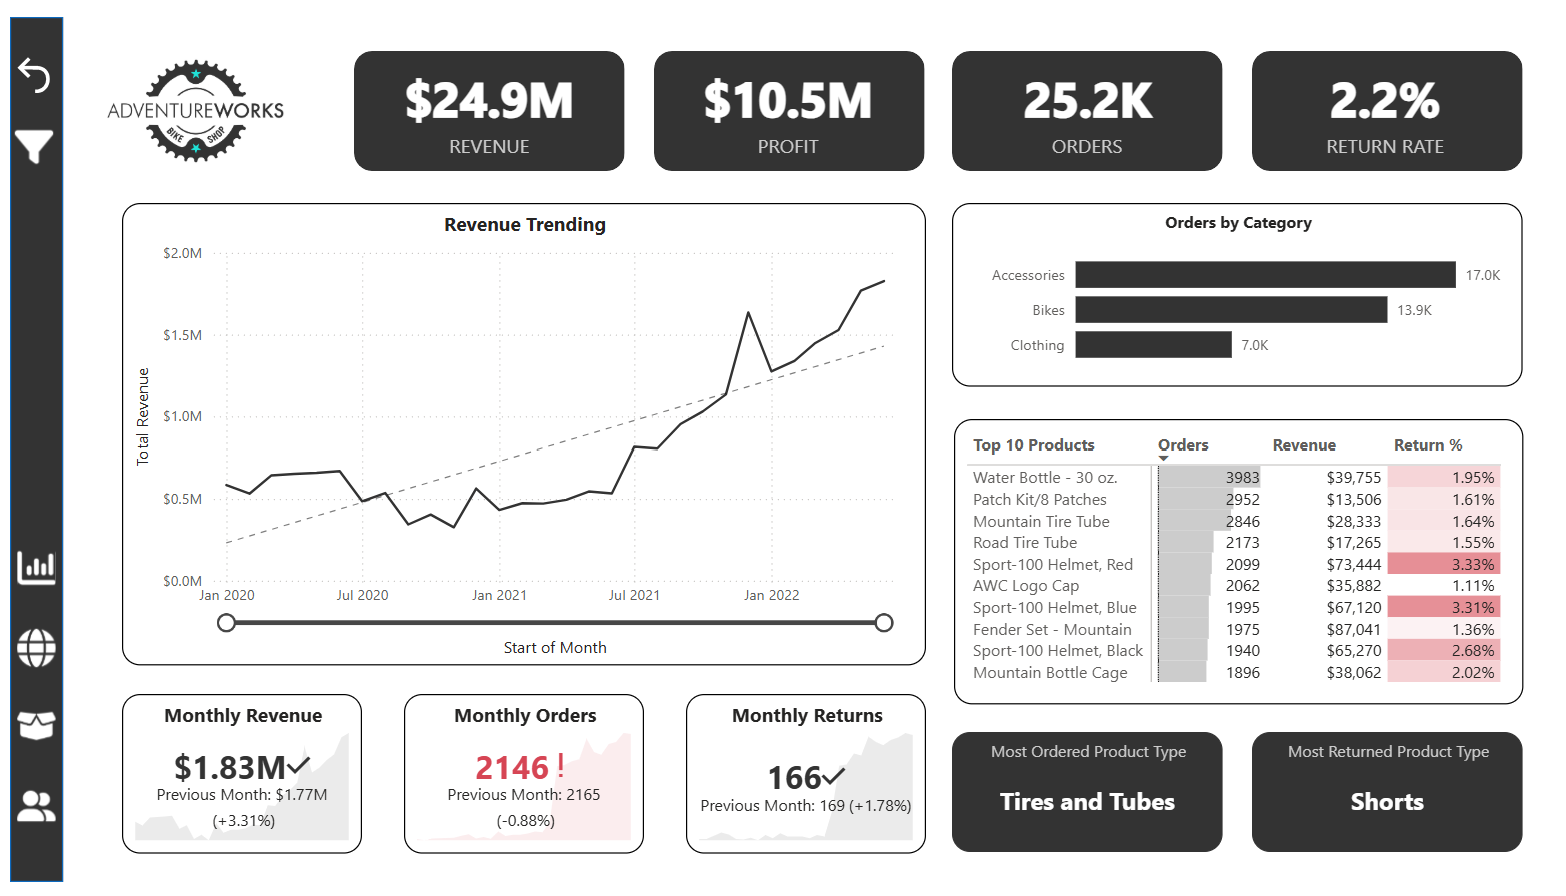 ADVENTUREWORKS
BIKE SHOP
$24.9M
REVENUE
$10.5M
PROFIT
25.2K
ORDERS
2.2%
RETURN RATE
Revenue Trending
Total Revenue
$2.0M
$1.5M
$1.0M
$0.5M
$0.0M
Jan 2020 Jul 2020 Jan 2021 Jul 2021 Jan 2022
Start of Month
Orders by Category
Accessories 17.0K
Bikes 13.9K
Clothing 7.0K
Top 10 Products Orders Revenue Return %
Water Bottle - 30 oz. 3983 $39,755 1.95%
Patch Kit/8 Patches 2952 $13,506 1.61%
Mountain Tire Tube 2846 $28,333 1.64%
Road Tire Tube 2173 $17,265 1.55%
Sport-100 Helmet, Red 2099 $73,444 3.33%
AWC Logo Cap 2062 $35,882 1.11%
Sport-100 Helmet, Blue 1995 $67,120 3.31%
Fender Set - Mountain 1975 $87,041 1.36%
Sport-100 Helmet, Black 1940 $65,270 2.68%
Mountain Bottle Cage 1896 $38,062 2.02%
Monthly Revenue
$1.83M
Previous Month: $1.77M
(+3.31%)
Monthly Orders
2146 !
Previous Month: 2165
(-0.88%)
Monthly Returns
166
Previous Month: 169 (+1.78%)
Most Ordered Product Type
Tires and Tubes
Most Returned Product Type
Shorts